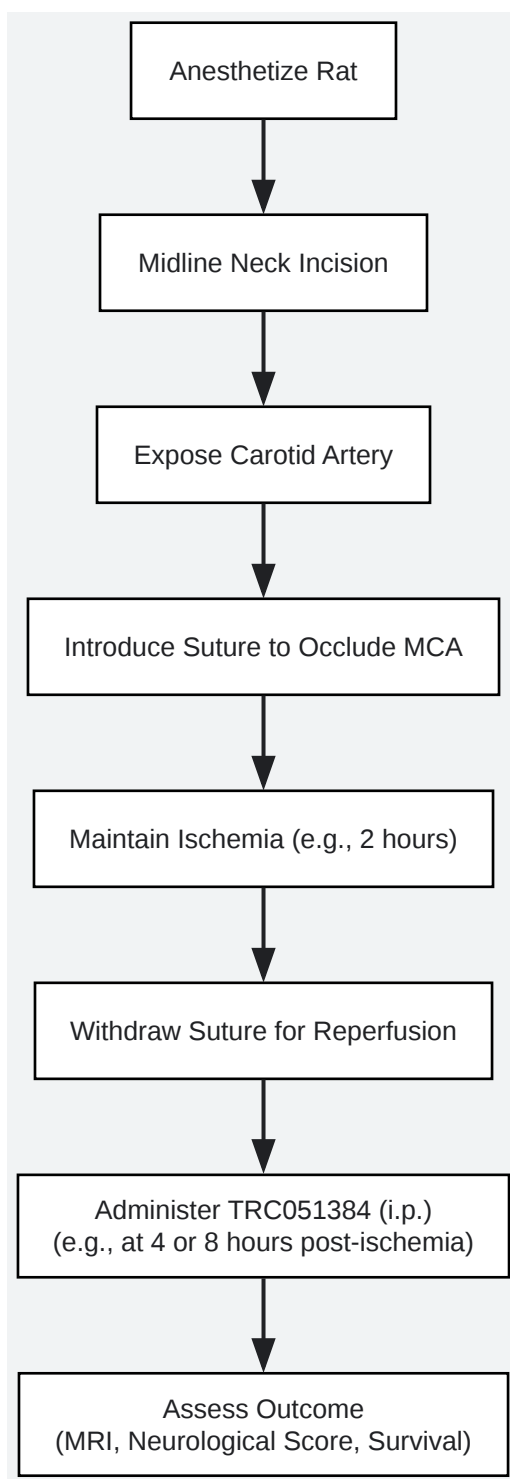 Anesthetize Rat
Midline Neck Incision
Expose Carotid Artery
Introduce Suture to Occlude MCA
Maintain Ischemia (e.g., 2 hours)
Withdraw Suture for Reperfusion
Administer TRC051384 (i.p.)
(e.g., at 4 or 8 hours post-ischemia)
Assess Outcome
(MRI, Neurological Score, Survival)